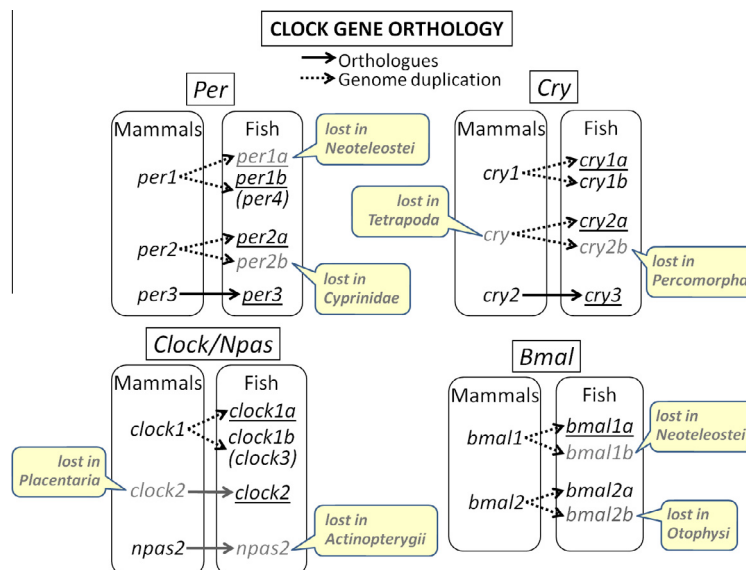 CLOCK GENE ORTHOLOGY
Orthologues
Genome duplication
Per
Mammals
Fish
per1
per1a
per1b
(per4)
lost in
Neoteleostei
per2
per2a
per2b
lost in
Cyprinidae
per3
per3
Cry
Mammals
Fish
cry1
cry1a
cry1b
lost in
Tetrapoda
cry
cry2a
cry2b
lost in
Percomorpha
cry2
cry3
Clock/Npas
Mammals
Fish
clock1
clock1a
clock1b
(clock3)
lost in
Placentaria
clock2
clock2
npas2
npas2
lost in
Actinopterygii
Bmal
Mammals
Fish
bmal1
bmal1a
bmal1b
lost in
Neoteleostei
bmal2
bmal2a
bmal2b
lost in
Otophysi